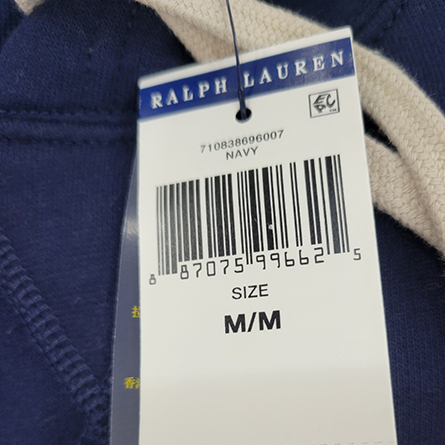 RALPH LAUREN
710838696007
NAVY
8 87075 99662 5
SIZE
M/M